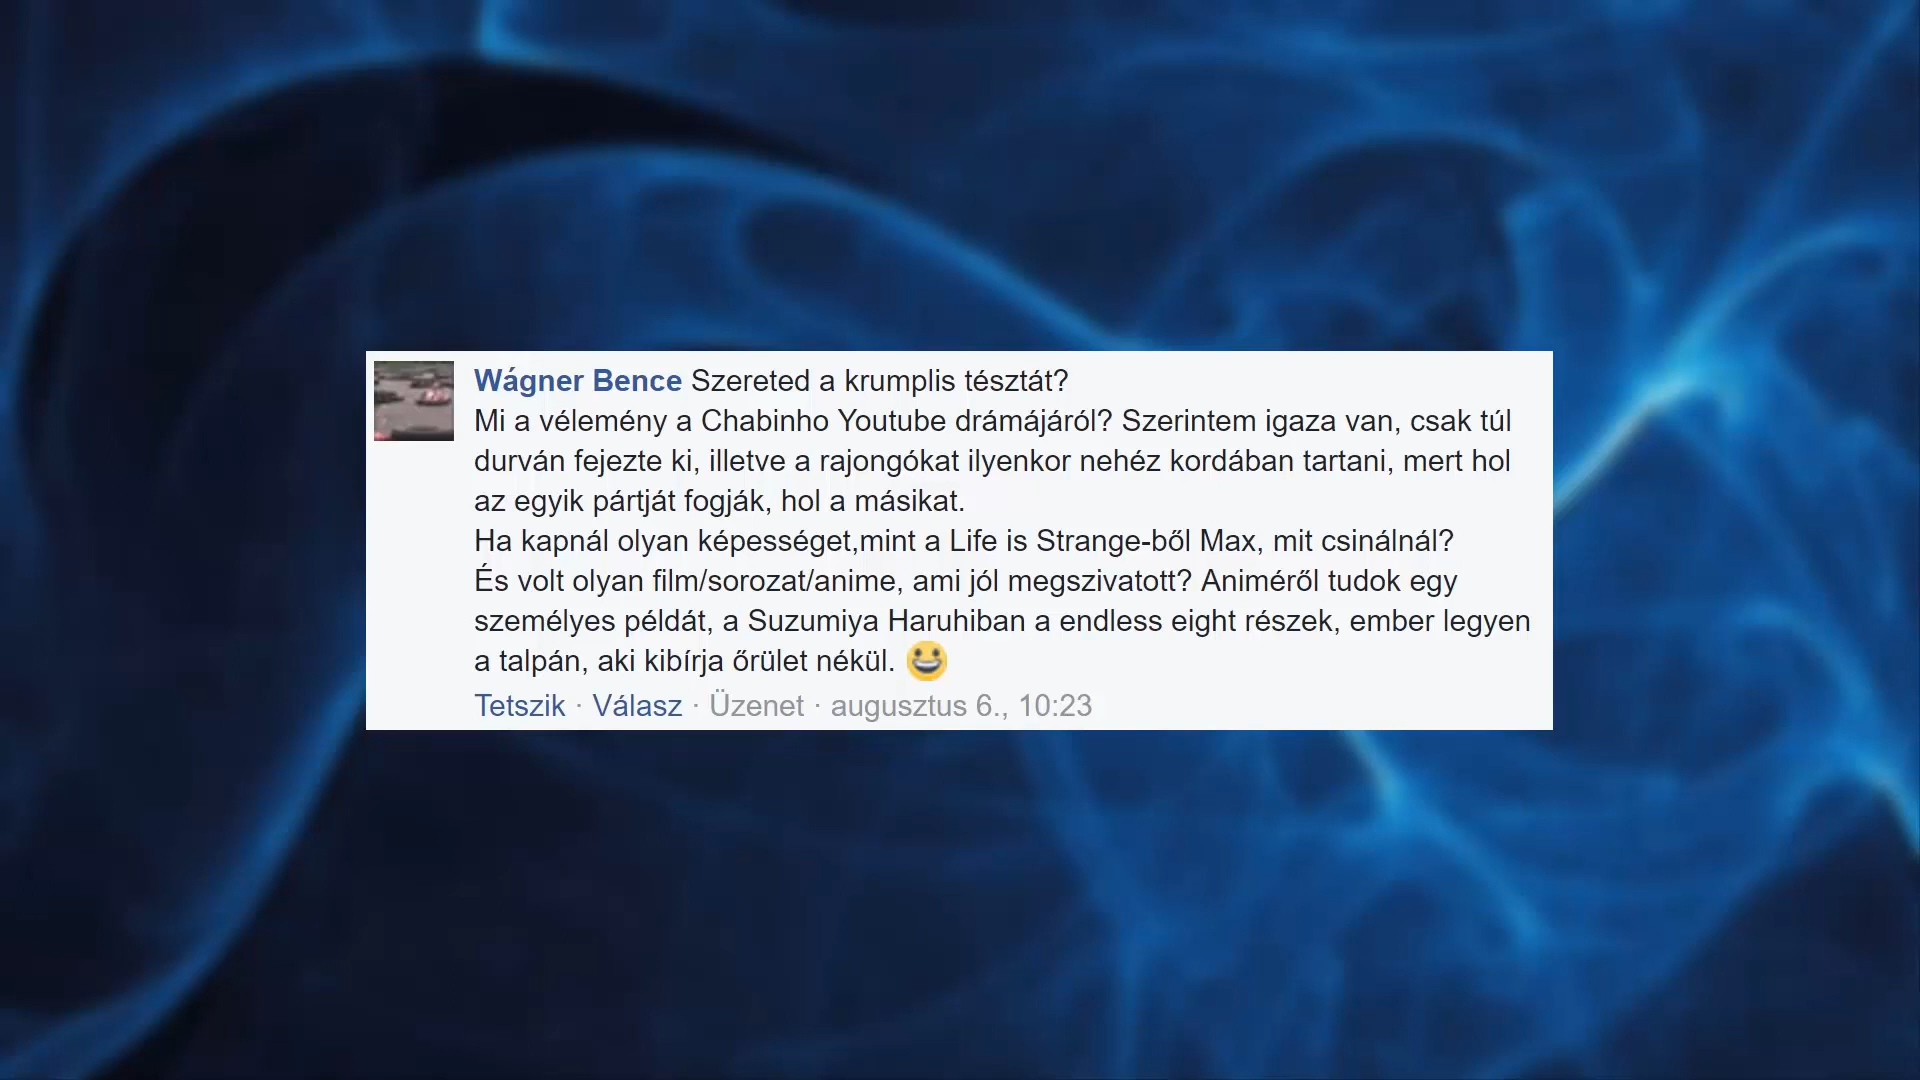 Wágner Bence Szereted a krumplis tésztát?
Mi a vélemény a Chabinho Youtube drámájáról? Szerintem igaza van, csak túl
durván fejezte ki, illetve a rajongókat ilyenkor nehéz kordában tartani, mert hol
az egyik pártját fogják, hol a másikat.
Ha kapnál olyan képességet,mint a Life is Strange-ből Max, mit csinálnál?
És volt olyan film/sorozat/anime, ami jól megszivatott? Animéről tudok egy
személyes példát, a Suzumiya Haruhiban a endless eight részek, ember legyen
a talpán, aki kibírja őrület nékül. 😀
Tetszik · Válasz · Üzenet · augusztus 6., 10:23